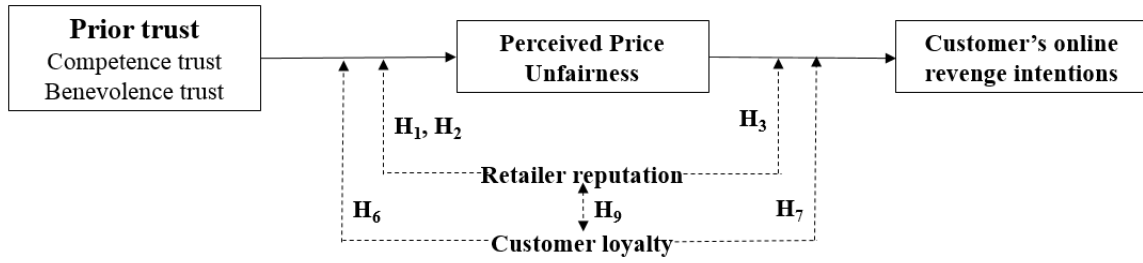 Prior trust
Competence trust
Benevolence trust
Perceived Price
Unfairness
Customer's online
revenge intentions
H₁, H₂
H₃
Retailer reputation
H₆
H₉
H₇
Customer loyalty